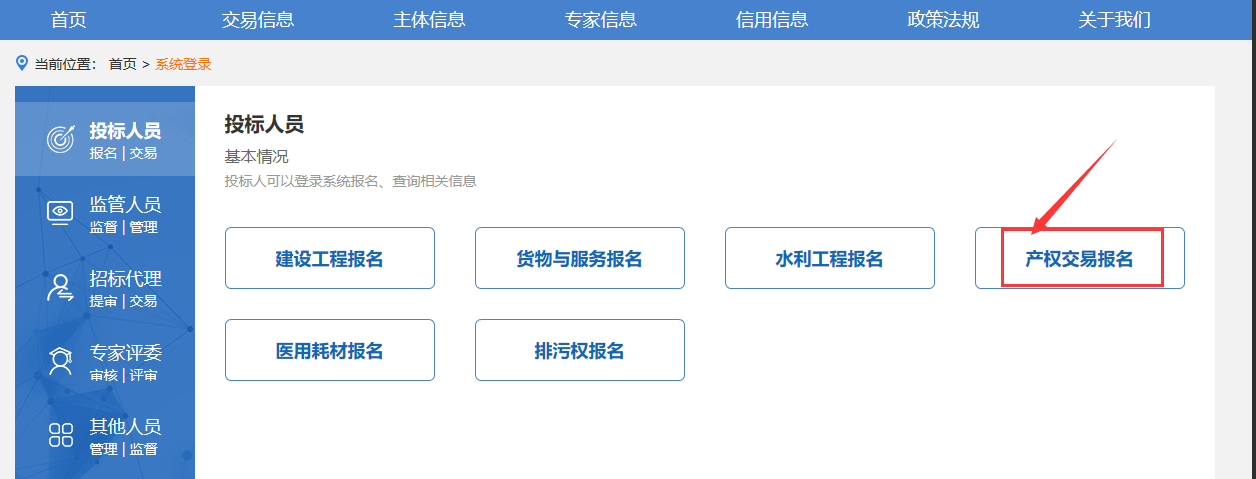 首页 交易信息 主体信息 专家信息 信用信息 政策法规 关于我们
当前位置： 首页 > 系统登录
投标人员
报名 | 交易
监管人员
监督 | 管理
招标代理
提审 | 交易
专家评委
审核 | 评审
其他人员
管理 | 监督
投标人员
基本情况
投标人可以登录系统报名、查询相关信息
建设工程报名 货物与服务报名 水利工程报名 产权交易报名
医用耗材报名 排污权报名